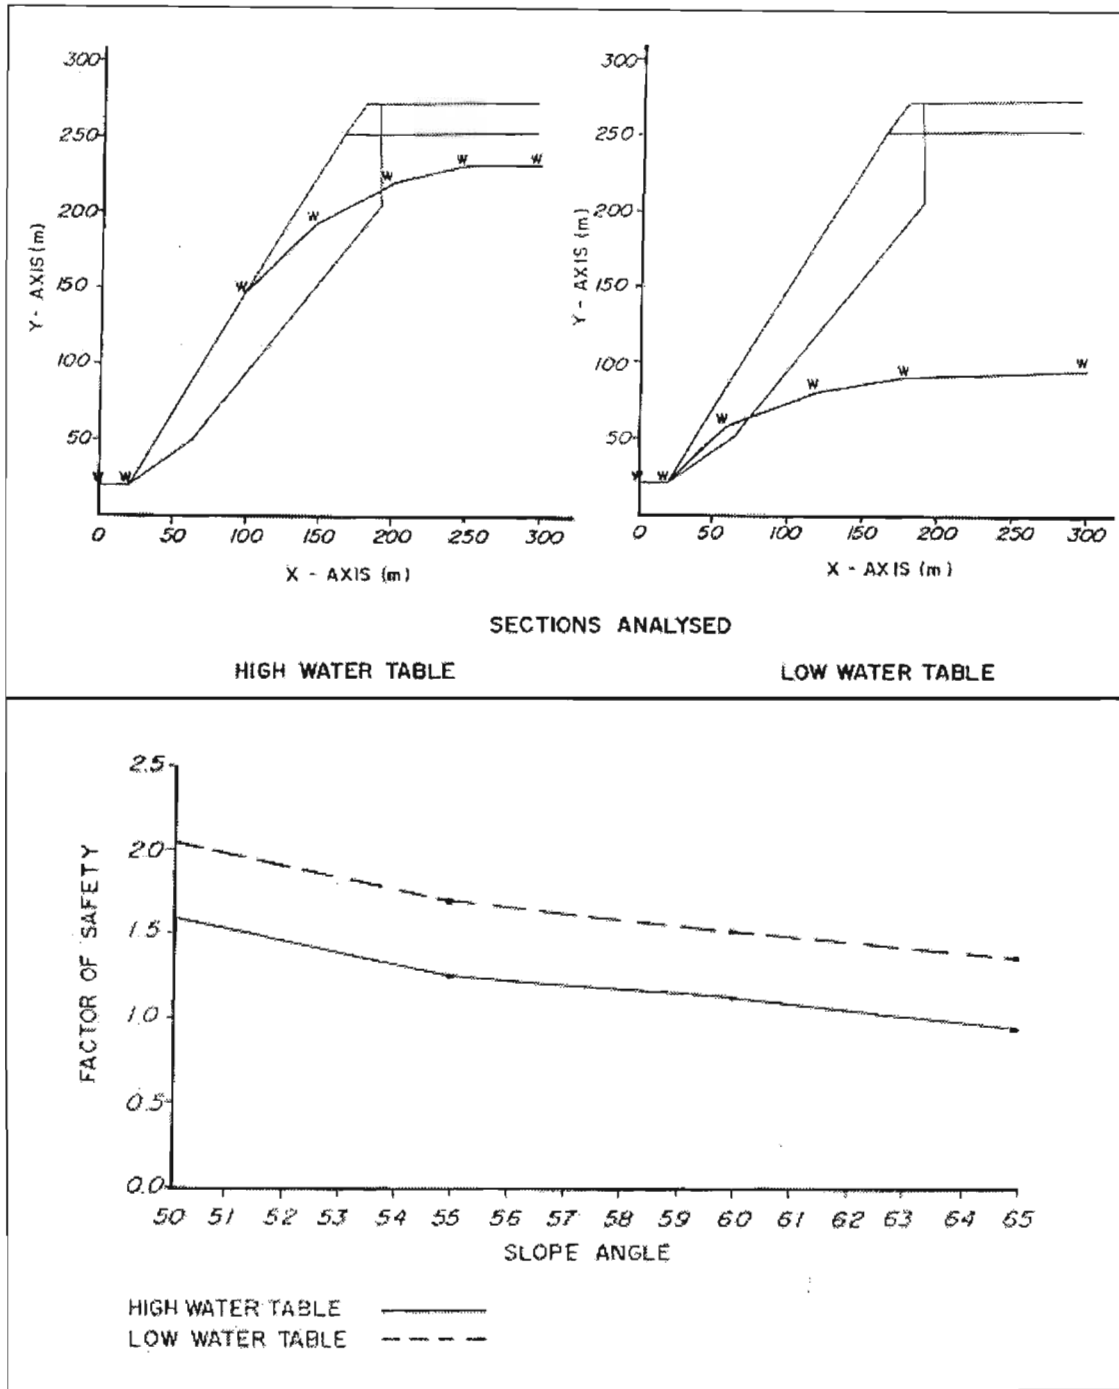 300
250
200
150
100
50
Y - AXIS (m)
W W W W W W W
0 50 100 150 200 250 300
X - AXIS (m)
300
250
200
150
100
50
Y - AXIS (m)
W W W W W W
0 50 100 150 200 250 300
X - AXIS (m)
SECTIONS ANALYSED
HIGH WATER TABLE
LOW WATER TABLE
2.5
2.0
1.5
1.0
0.5
0.0
FACTOR OF SAFETY
50 51 52 53 54 55 56 57 58 59 60 61 62 63 64 65
SLOPE ANGLE
HIGH WATER TABLE
LOW WATER TABLE